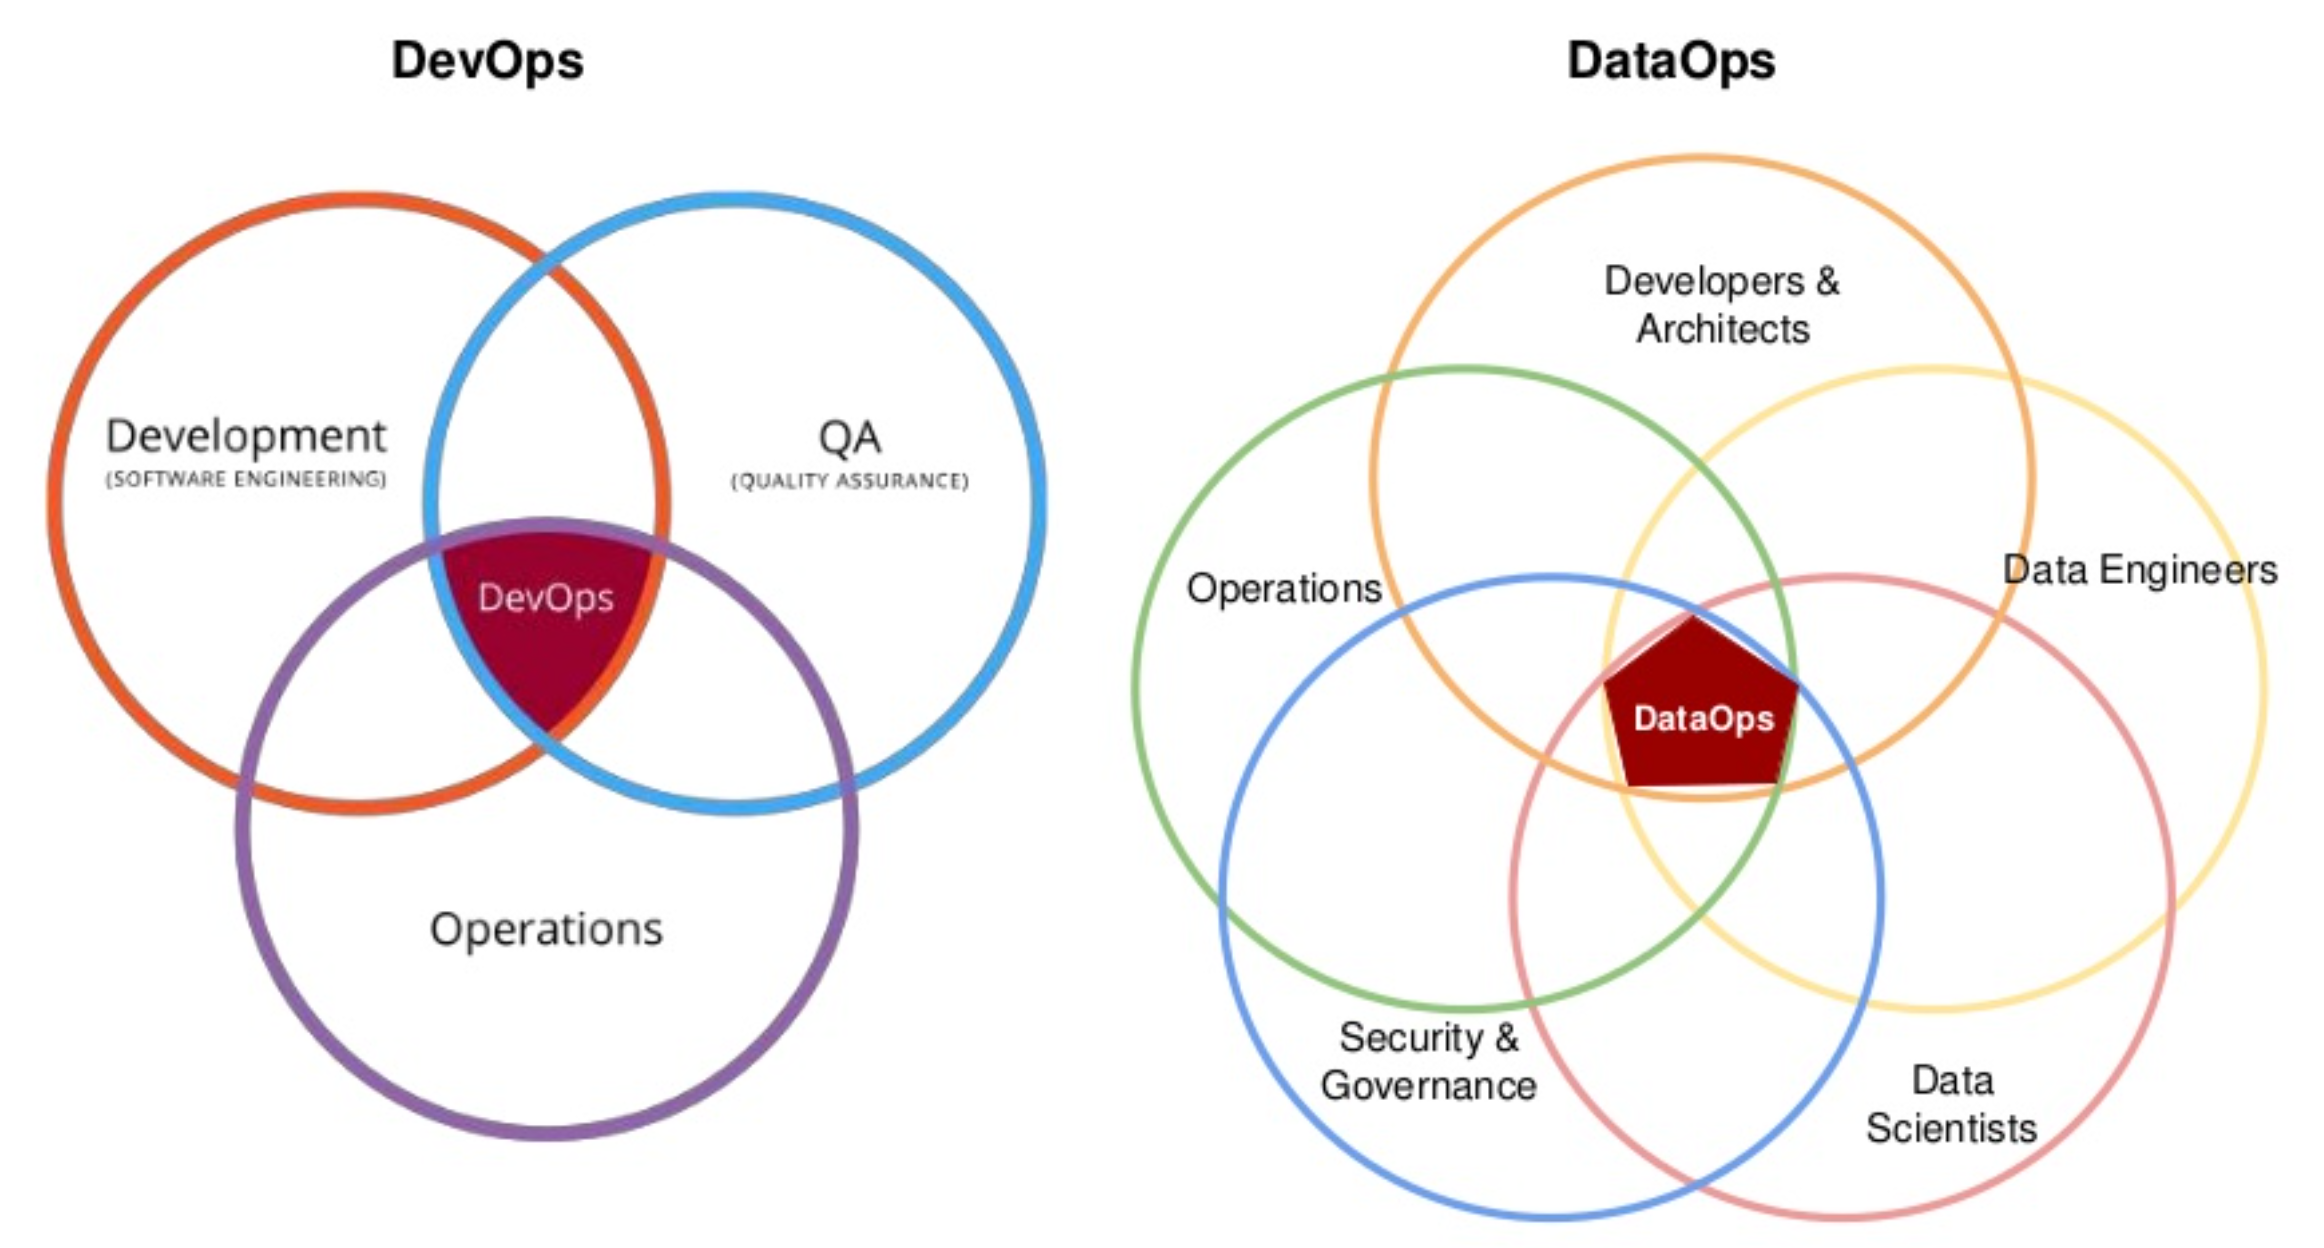 DevOps
Development
(SOFTWARE ENGINEERING)
QA
(QUALITY ASSURANCE)
DevOps
Operations
DataOps
Developers &
Architects
Operations
Data Engineers
DataOps
Security &
Governance
Data
Scientists